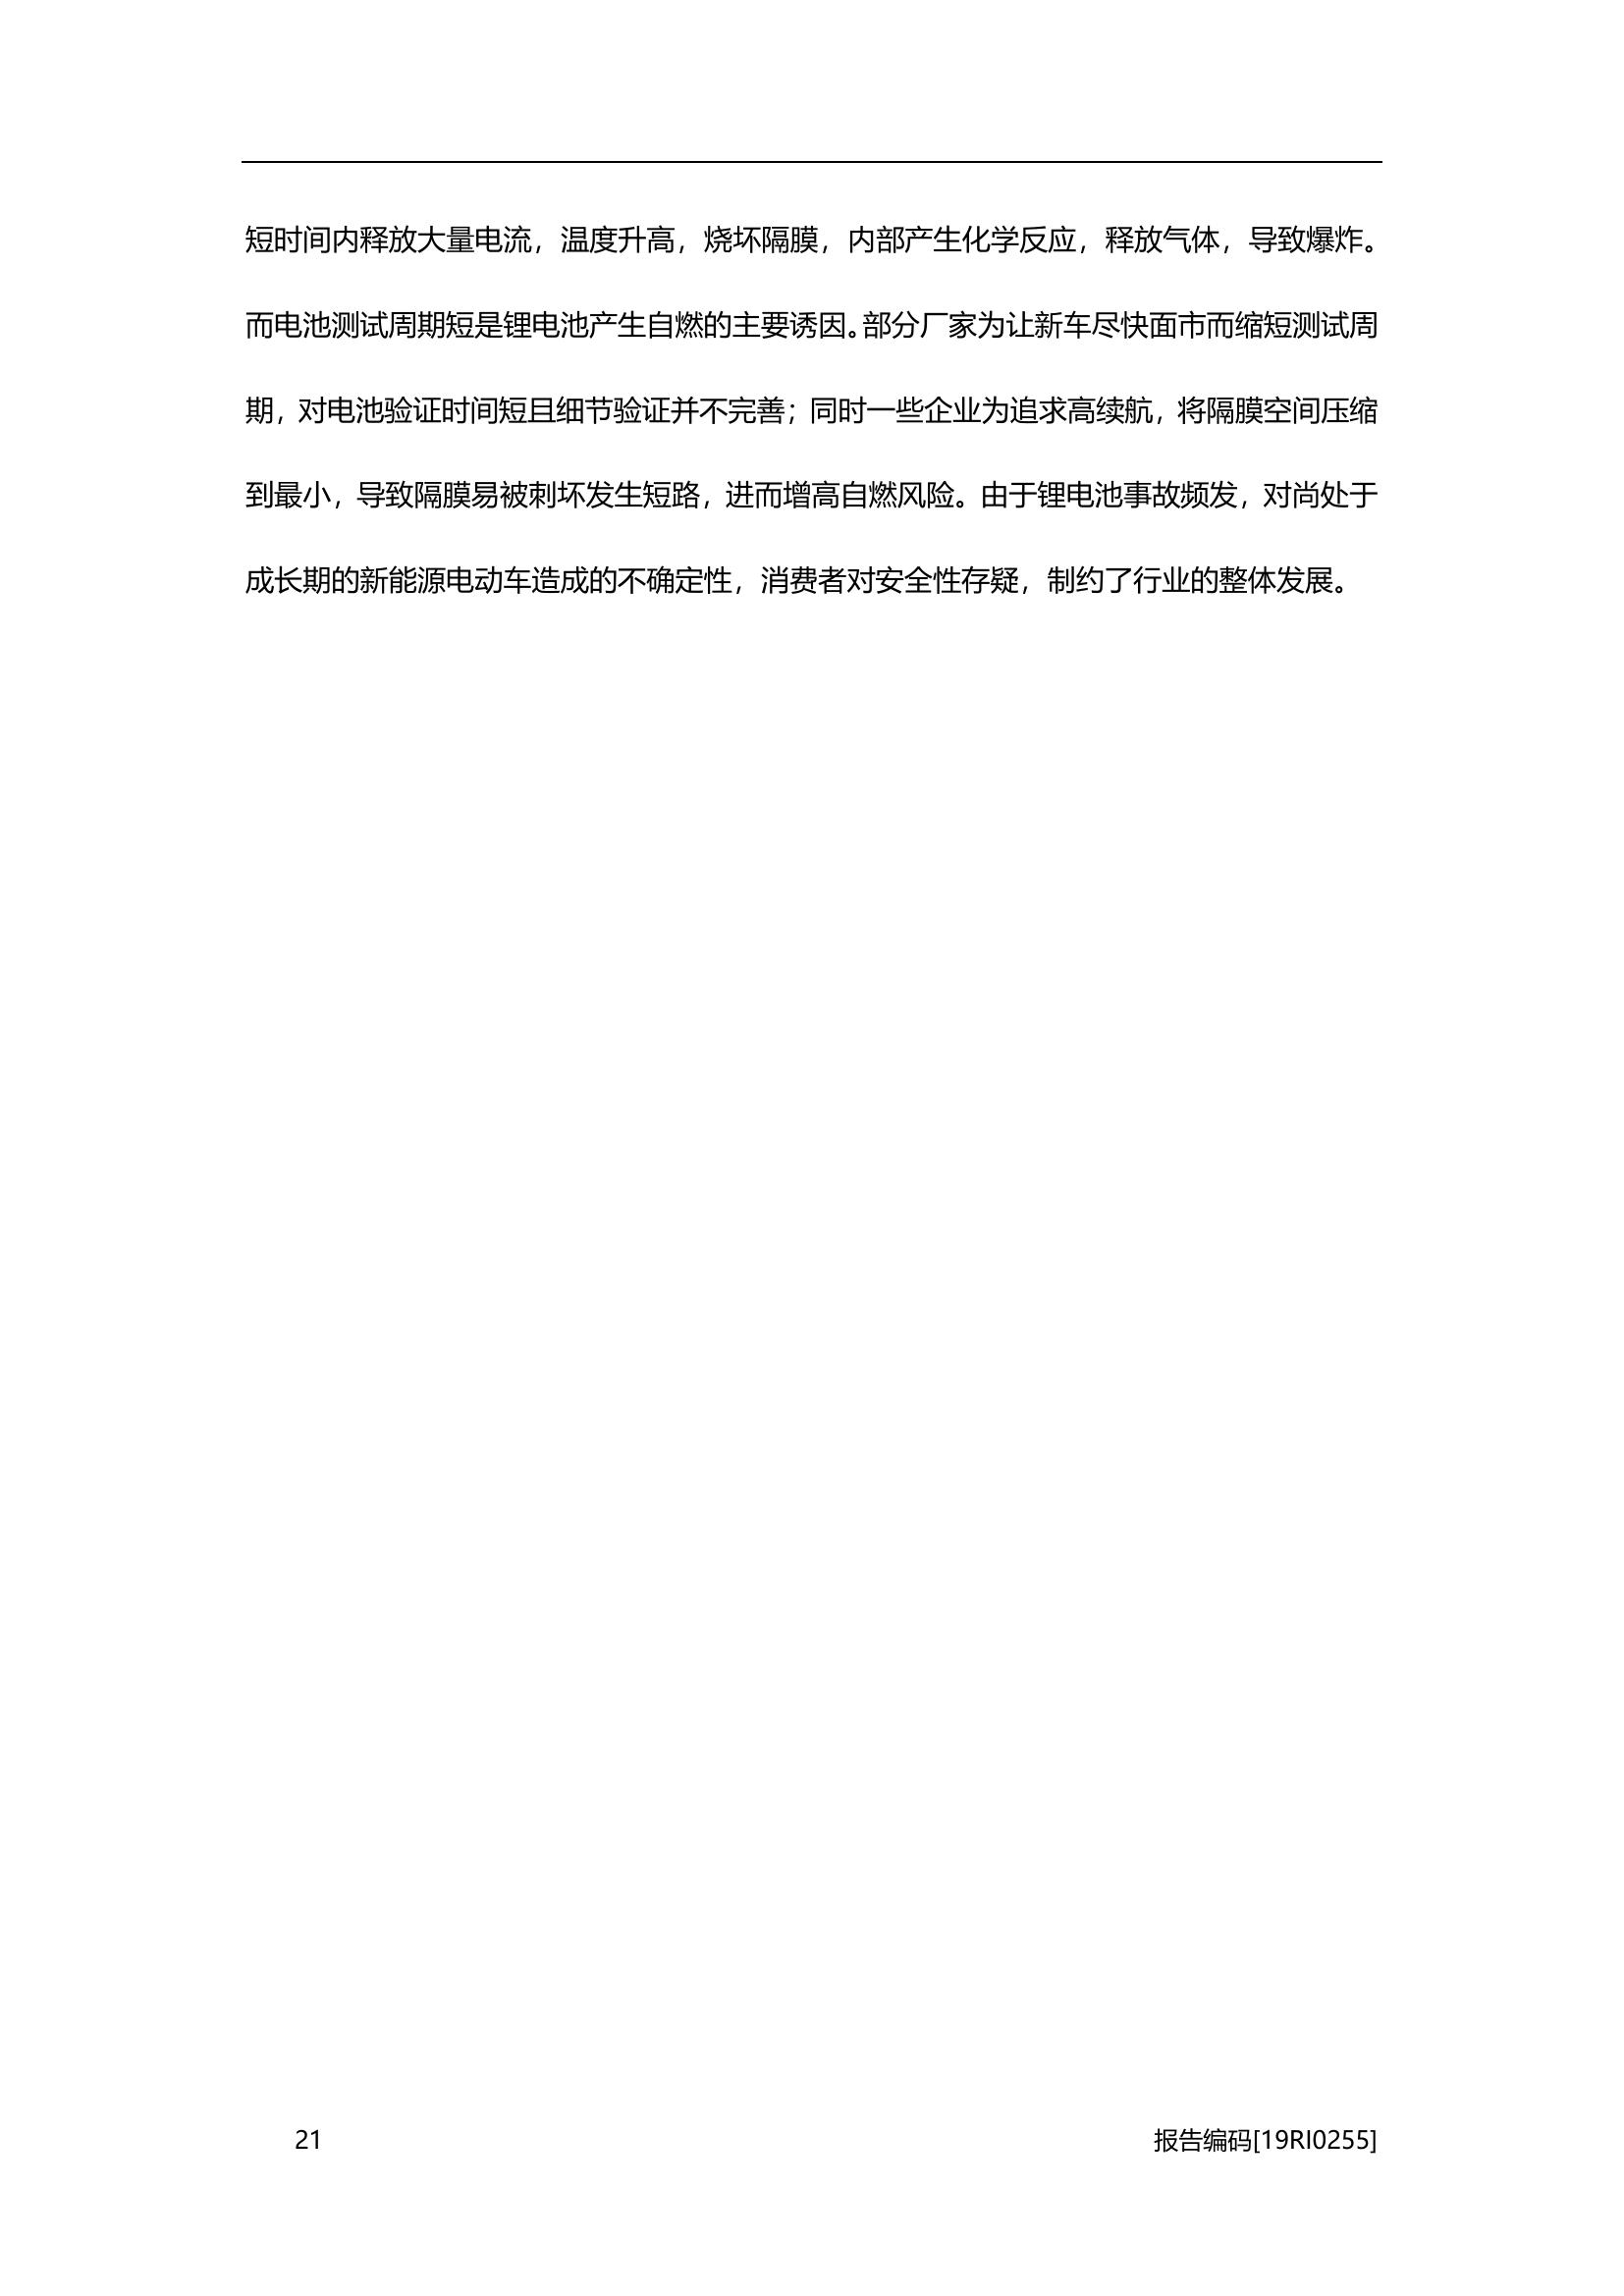 短时间内释放大量电流，温度升高，烧坏隔膜，内部产生化学反应，释放气体，导致爆炸。
而电池测试周期短是锂电池产生自燃的主要诱因。部分厂家为让新车尽快面市而缩短测试周
期，对电池验证时间短且细节验证并不完善；同时一些企业为追求高续航，将隔膜空间压缩
到最小，导致隔膜易被刺坏发生短路，进而增高自燃风险。由于锂电池事故频发，对尚处于
成长期的新能源电动车造成的不确定性，消费者对安全性存疑，制约了行业的整体发展。
21 报告编码[19RI0255]